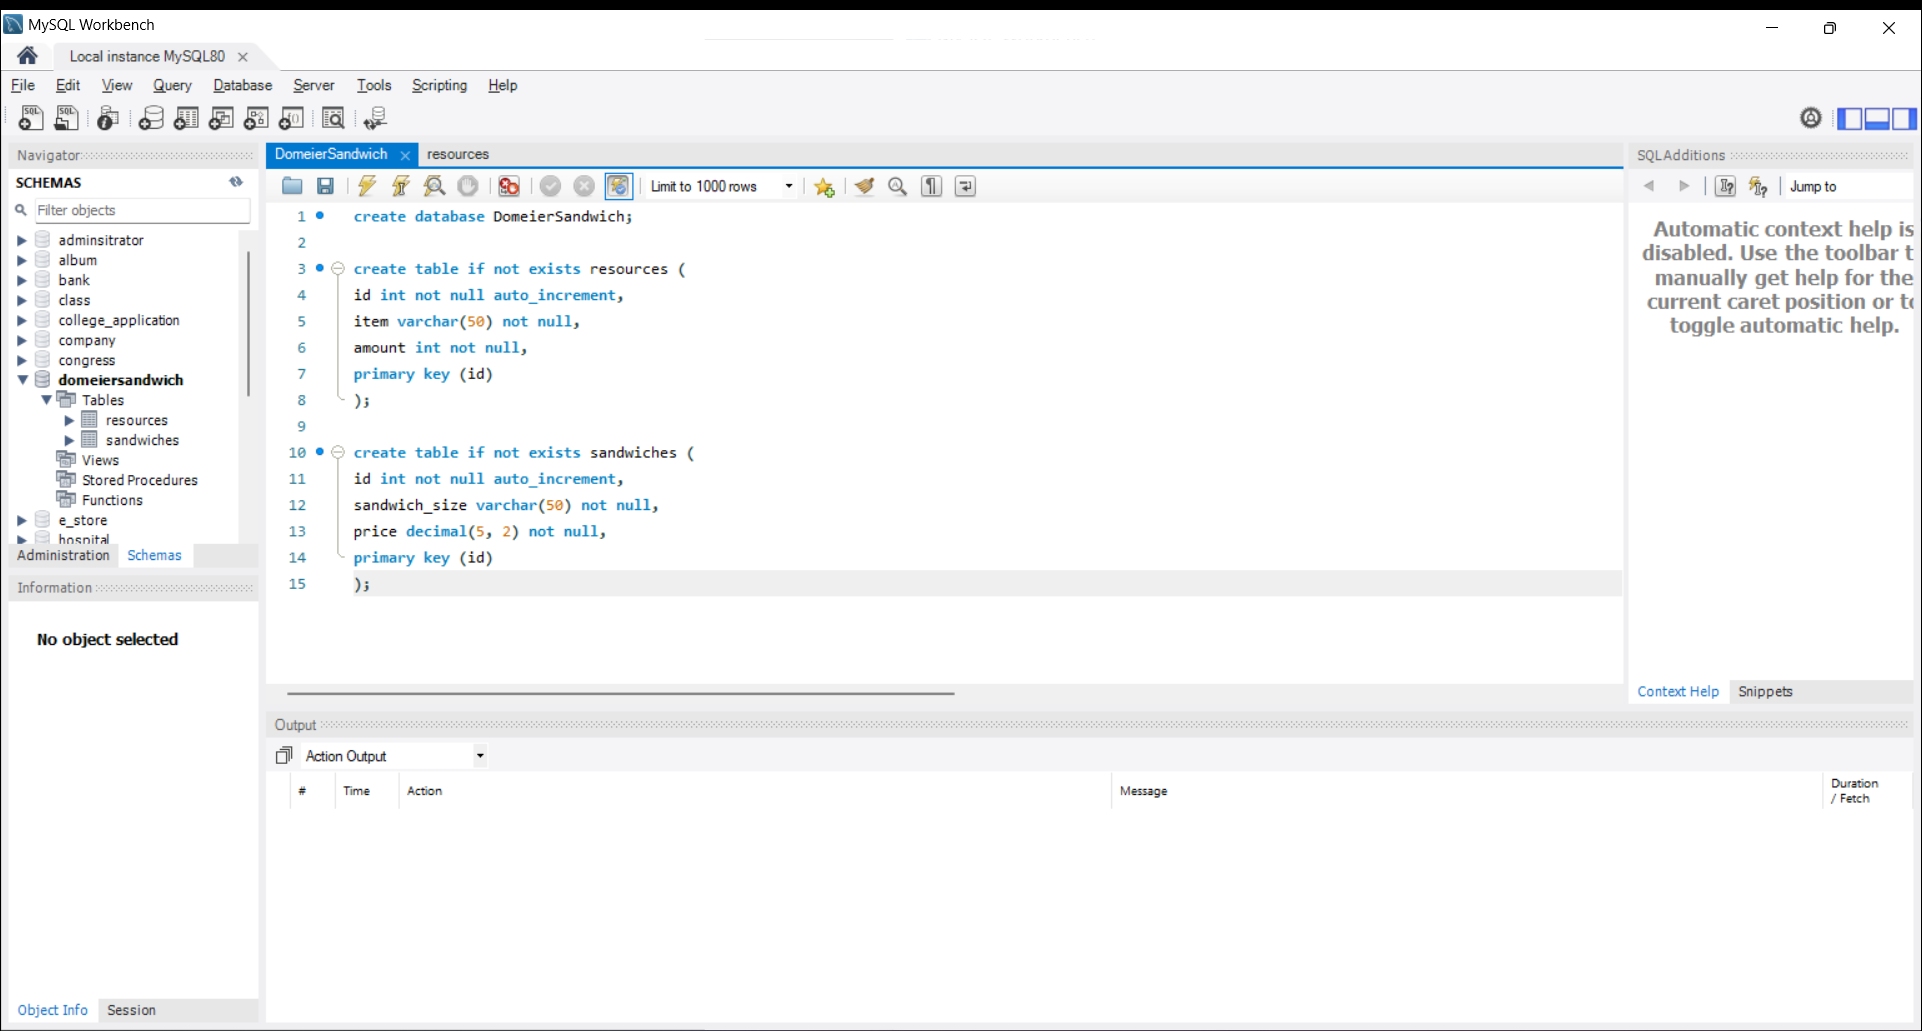 MySQL Workbench
Local instance MySQL80
File Edit View Query Database Server Tools Scripting Help
Navigator
SCHEMAS
Filter objects
adminsitrator
album
bank
class
college_application
company
congress
domeiersandwich
Tables
resources
sandwiches
Views
Stored Procedures
Functions
e_store
hospital
Administration Schemas
Information
No object selected
Object Info Session
DomeierSandwich resources
Limit to 1000 rows
1 create database DomeierSandwich;
2
3 create table if not exists resources (
4 id int not null auto_increment,
5 item varchar(50) not null,
6 amount int not null,
7 primary key (id)
8 );
9
10 create table if not exists sandwiches (
11 id int not null auto_increment,
12 sandwich_size varchar(50) not null,
13 price decimal(5, 2) not null,
14 primary key (id)
15 );
SQLAdditions
Jump to
Automatic context help is
disabled. Use the toolbar t
manually get help for the
current caret position or to
toggle automatic help.
Context Help Snippets
Output
Action Output
# Time Action Message Duration / Fetch